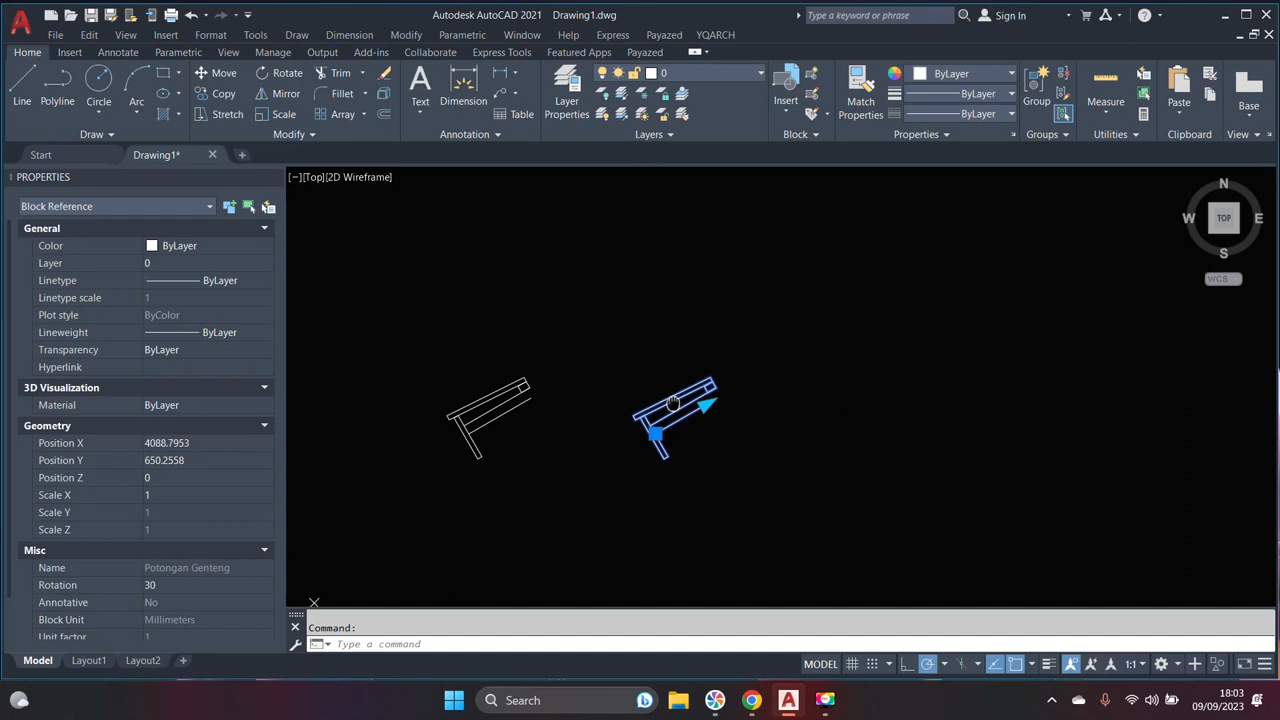 Autodesk AutoCAD 2021 Drawing1.dwg
Type a keyword or phrase
Sign In
File Edit View Insert Format Tools Draw Dimension Modify Parametric Window Help Express Payazed YQARCH
Home Insert Annotate Parametric View Manage Output Add-ins Collaborate Express Tools Featured Apps Payazed
Line
Polyline
Circle
Arc
Move
Rotate
Trim
Copy
Mirror
Fillet
Stretch
Scale
Array
Text
Dimension
Table
Layer
Properties
0
Insert
Match
Properties
ByLayer
ByLayer
ByLayer
Group
Measure
Paste
Base
Draw
Modify
Annotation
Layers
Block
Properties
Groups
Utilities
Clipboard
View
Start
Drawing1*
PROPERTIES
Block Reference
General
Color ByLayer
Layer 0
Linetype ByLayer
Linetype scale 1
Plot style ByColor
Lineweight ByLayer
Transparency ByLayer
Hyperlink
3D Visualization
Material ByLayer
Geometry
Position X 4088.7953
Position Y 650.2558
Position Z 0
Scale X 1
Scale Y 1
Scale Z 1
Misc
Name Potongan Genteng
Rotation 30
Annotative No
Block Unit Millimeters
Unit factor 1
[−][Top][2D Wireframe]
N
W TOP E
S
WCS
Command:
Type a command
Model Layout1 Layout2
MODEL
1:1
Search
18:03
09/09/2023